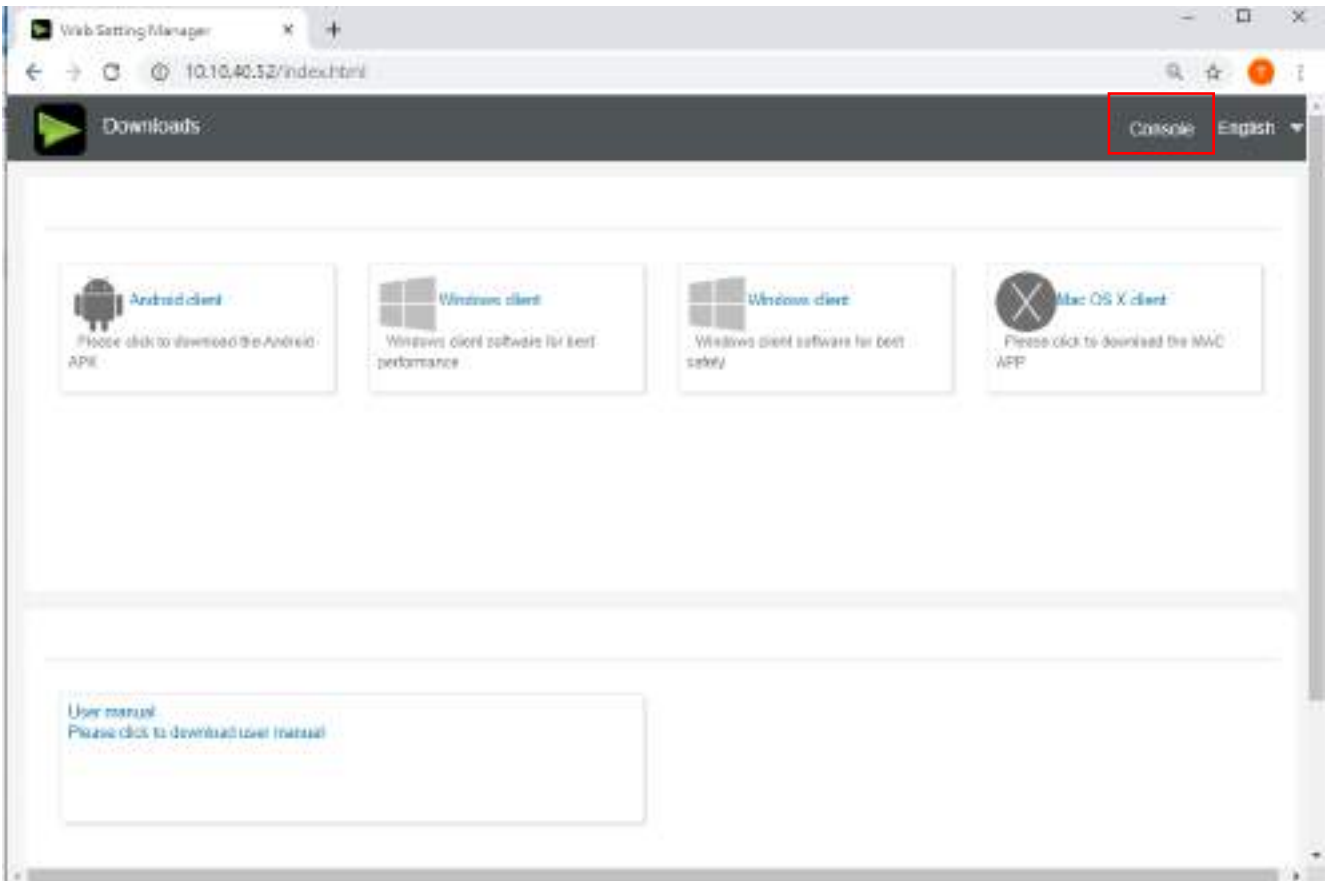 Web Setting Manager
10.10.40.52/index.html
T
Downloads
Console
English
Android client
Please click to download the Android
APK
Windows client
Windows client software for best
performance
Windows client
Windows client software for best
safety
Mac OS X client
Please click to download the MAC
APP
User manual
Please click to download user manual